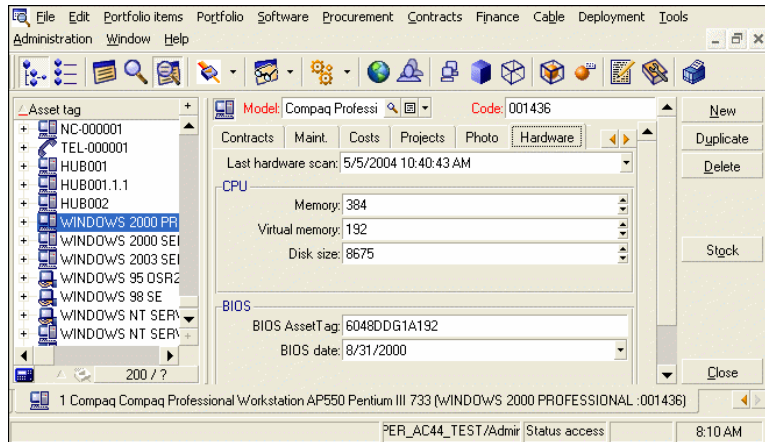 File Edit Portfolio items Portfolio Software Procurement Contracts Finance Cable Deployment Tools
Administration Window Help
Asset tag
NC-000001
TEL-000001
HUB001
HUB001.1.1
HUB002
WINDOWS 2000 PR
WINDOWS 2000 SEI
WINDOWS 2003 SEI
WINDOWS 95 OSR2
WINDOWS 98 SE
WINDOWS NT SERV
WINDOWS NT SERV
200 / ?
Model: Compaq Professi Code: 001436
Contracts Maint. Costs Projects Photo Hardware
Last hardware scan: 5/5/2004 10:40:43 AM
CPU
Memory: 384
Virtual memory: 192
Disk size: 8675
BIOS
BIOS AssetTag: 6048DDG1A192
BIOS date: 8/31/2000
New
Duplicate
Delete
Stock
Close
1 Compaq Compaq Professional Workstation AP550 Pentium III 733 (WINDOWS 2000 PROFESSIONAL :001436)
PER_AC44_TEST/Admir Status access 8:10 AM